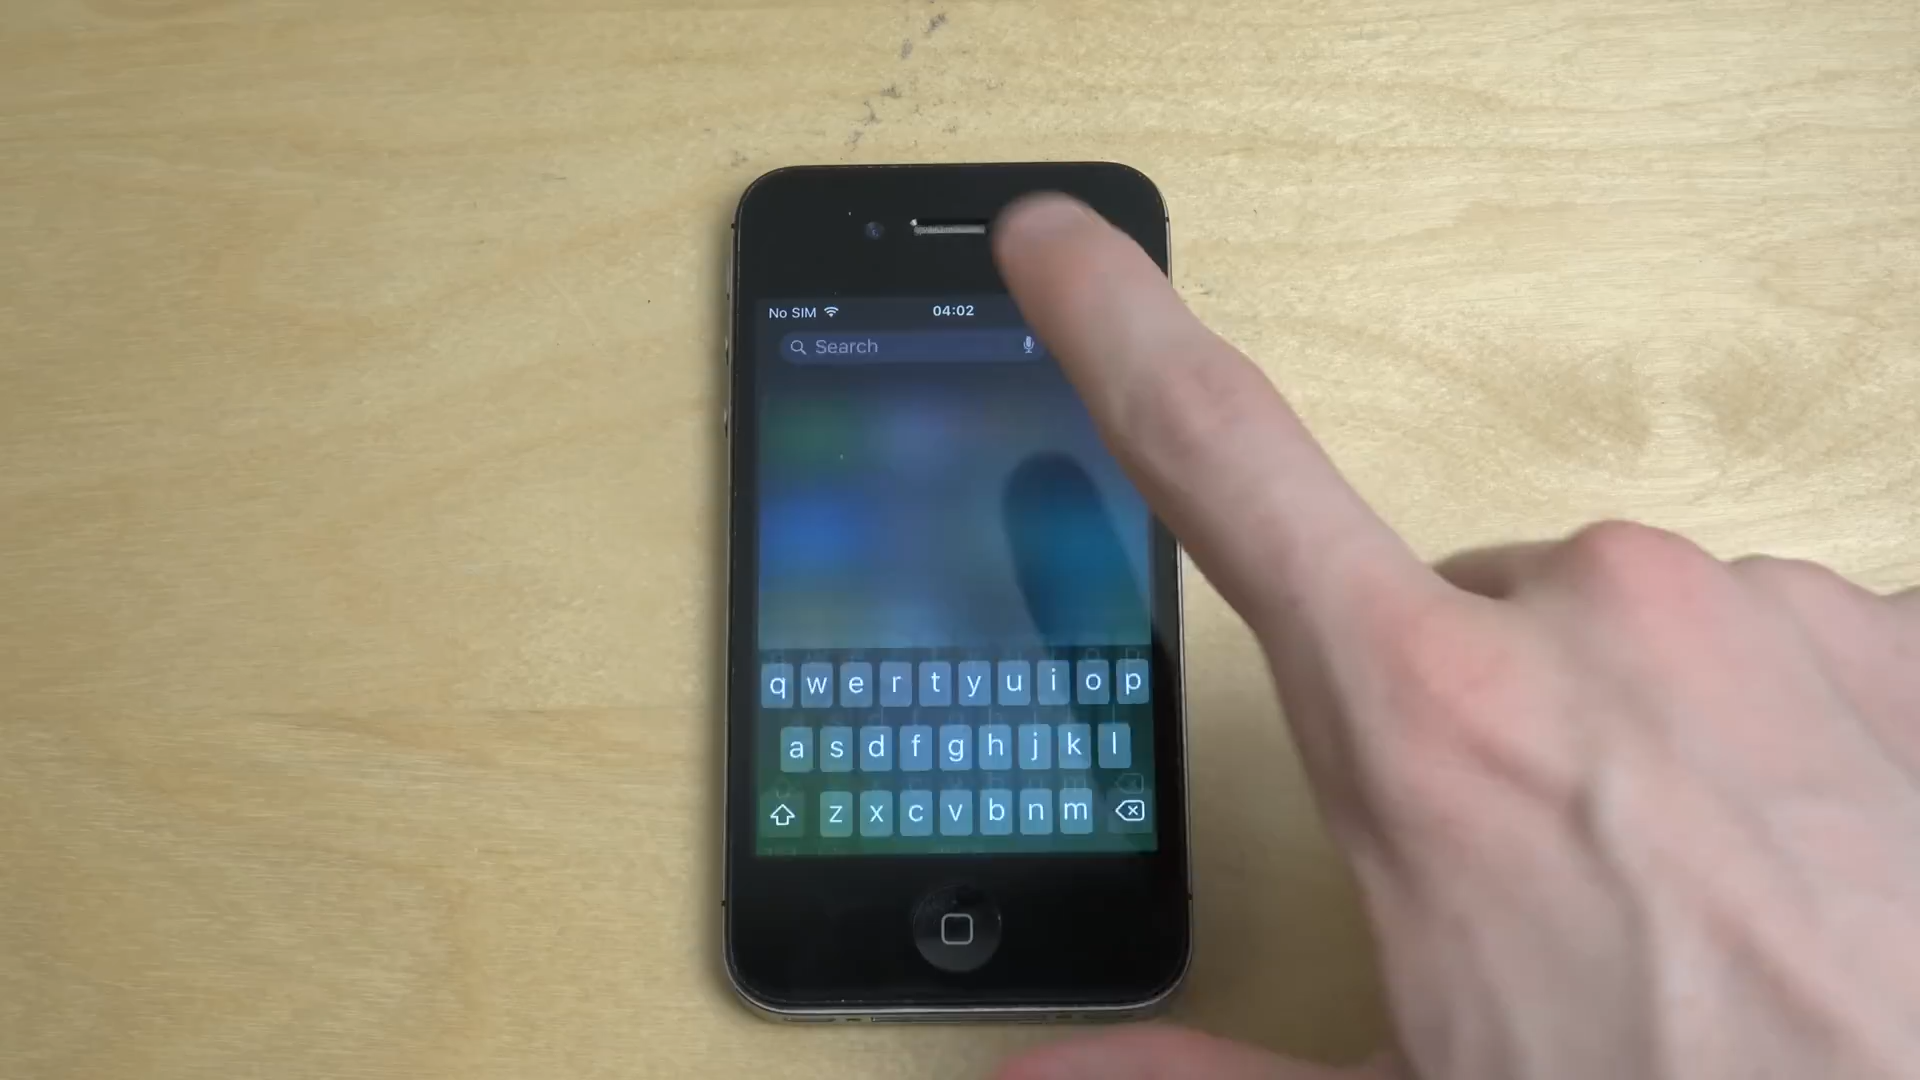 No SIM 04:02
Search
q w e r t y u i o p
a s d f g h j k l
z x c v b n m